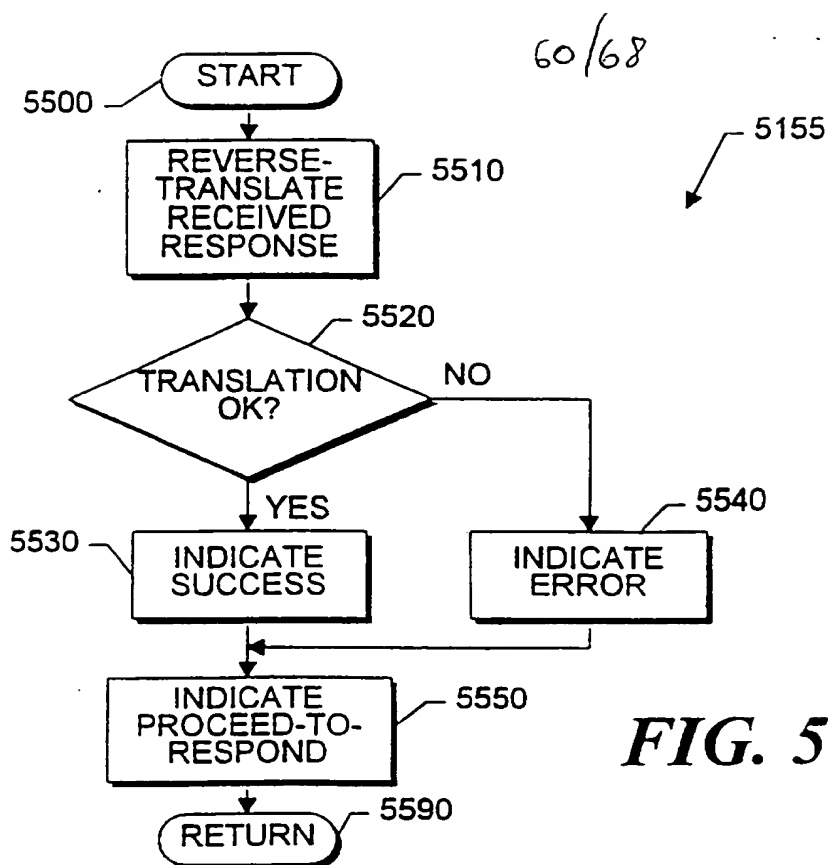 60/68
START
5500
5155
REVERSE-
TRANSLATE
RECEIVED
RESPONSE
5510
5520
TRANSLATION
OK?
NO
YES
5530
INDICATE
SUCCESS
5540
INDICATE
ERROR
INDICATE
PROCEED-TO-
RESPOND
5550
FIG. 5
RETURN
5590